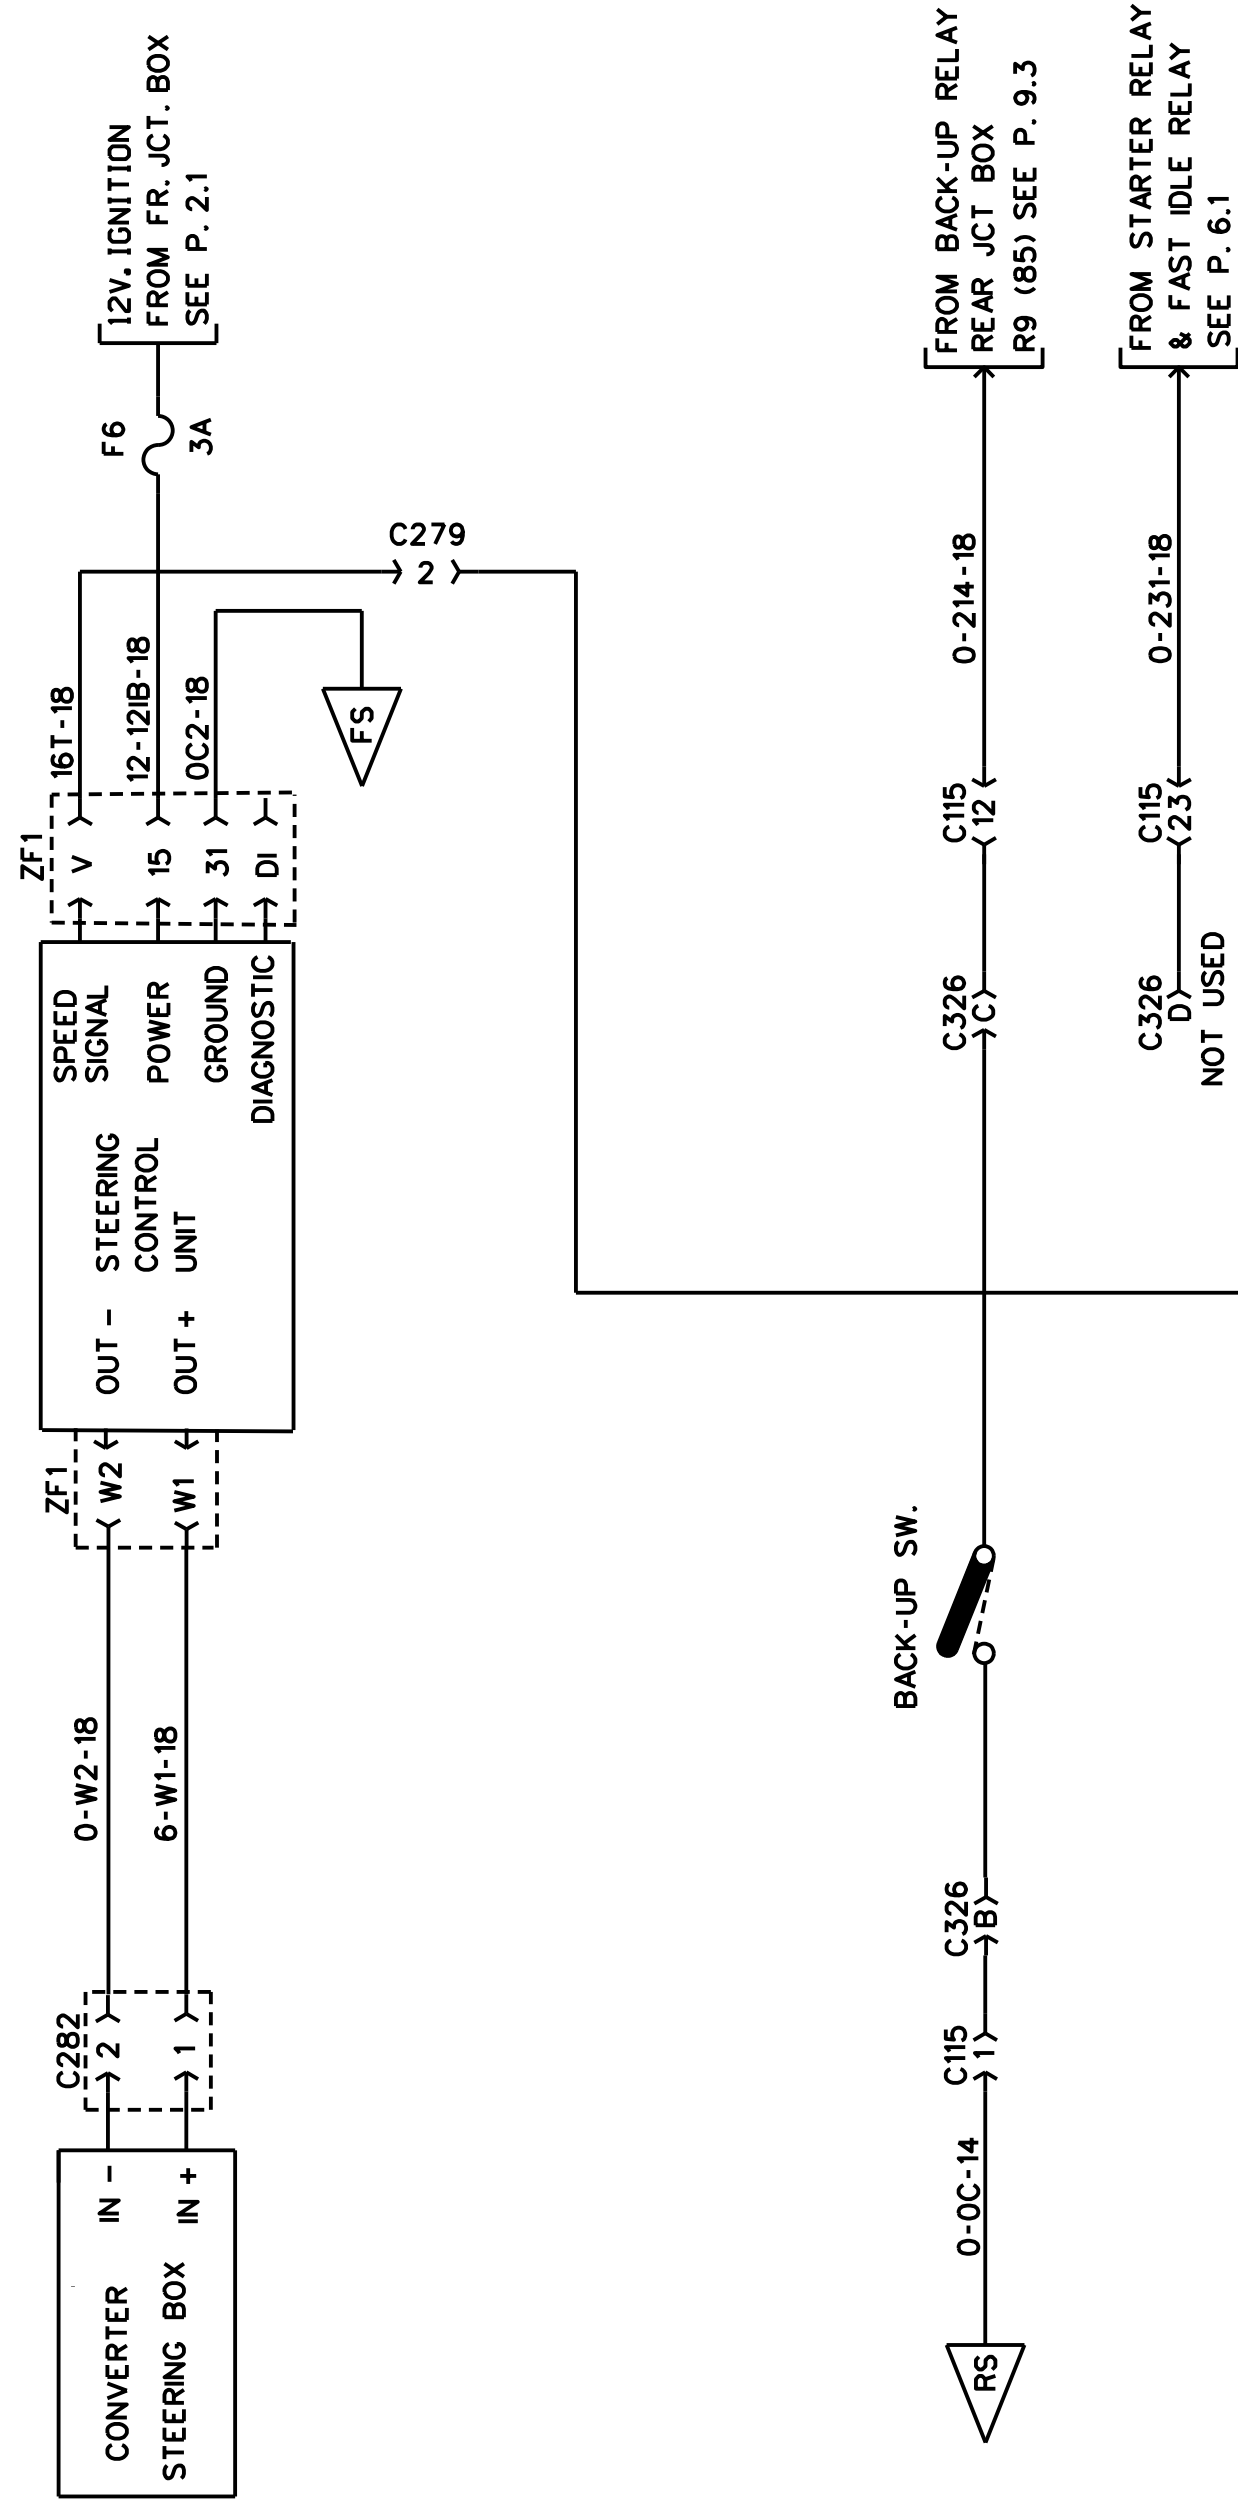 12V. IGNITION
FROM FR. JCT. BOX
SEE P. 2.1
F6
3A
C279
2
16T-18
12-12IB-18
0C2-18
FS
ZF1
V
15
31
DI
SPEED
SIGNAL
POWER
GROUND
DIAGNOSTIC
STEERING
CONTROL
UNIT
OUT -
OUT +
ZF1
W2
W1
0-W2-18
6-W1-18
C282
2
1
IN -
IN +
CONVERTER
STEERING BOX
FROM BACK-UP RELAY
REAR JCT BOX
R9 (85) SEE P. 9.3
0-214-18
C115
12
C326
C
BACK-UP SW.
C326
B
C115
1
0-0C-14
RS
FROM STARTER RELAY
& FAST IDLE RELAY
SEE P. 6.1
0-231-18
C115
23
C326
D
NOT USED